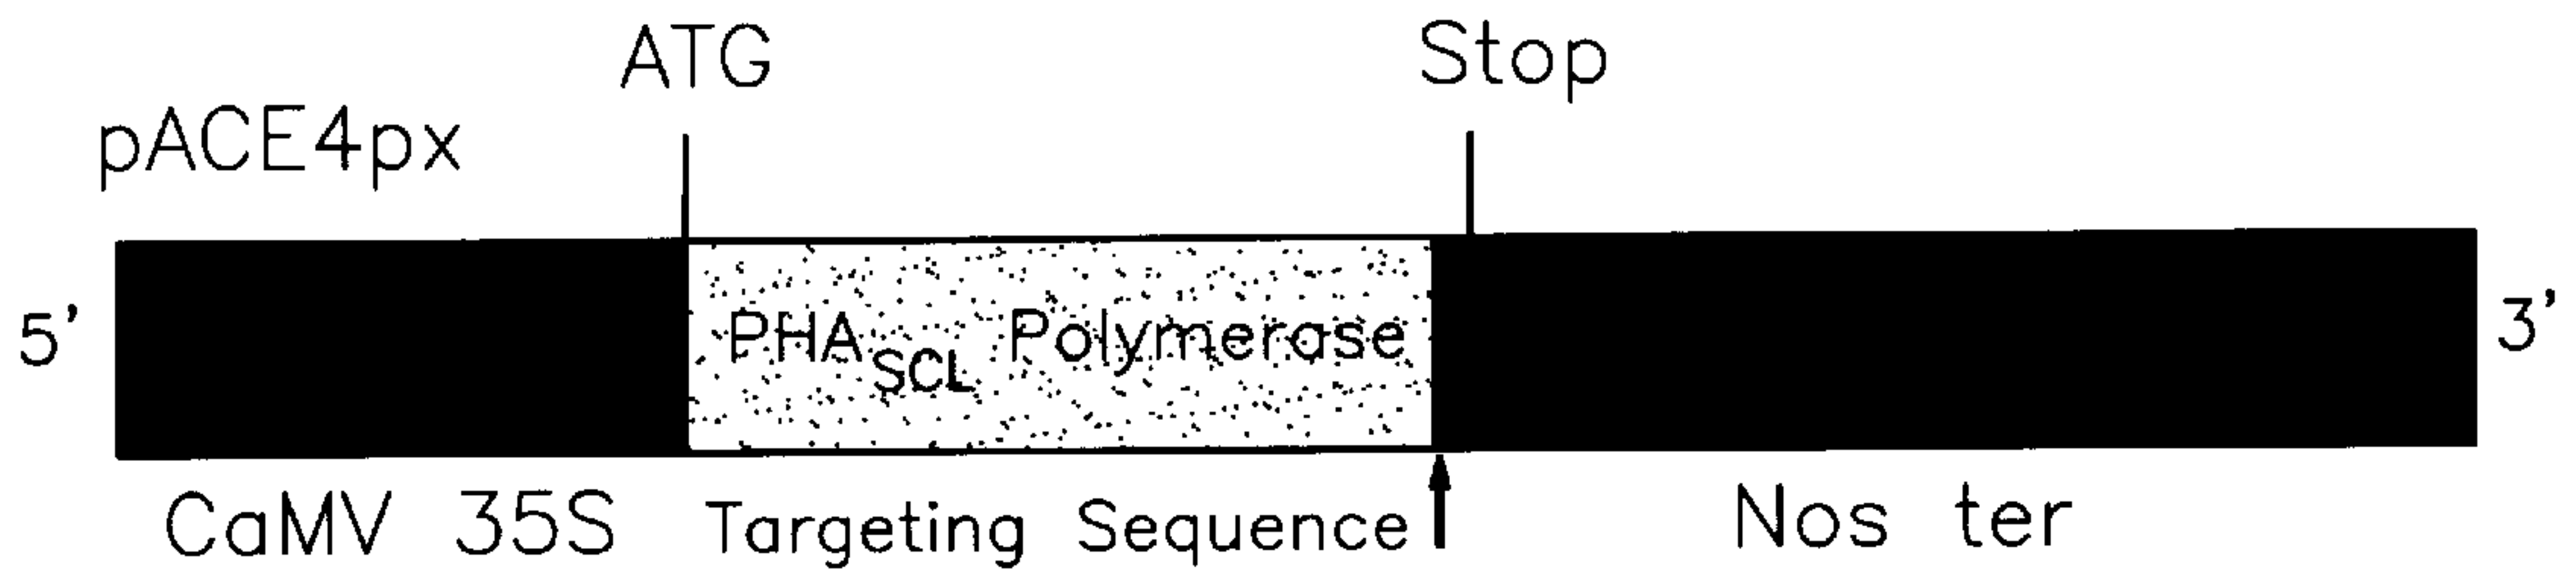 ATG Stop
pACE4px
5' PHA SCL Polymerase 3'
CaMV 35S Targeting Sequence Nos ter